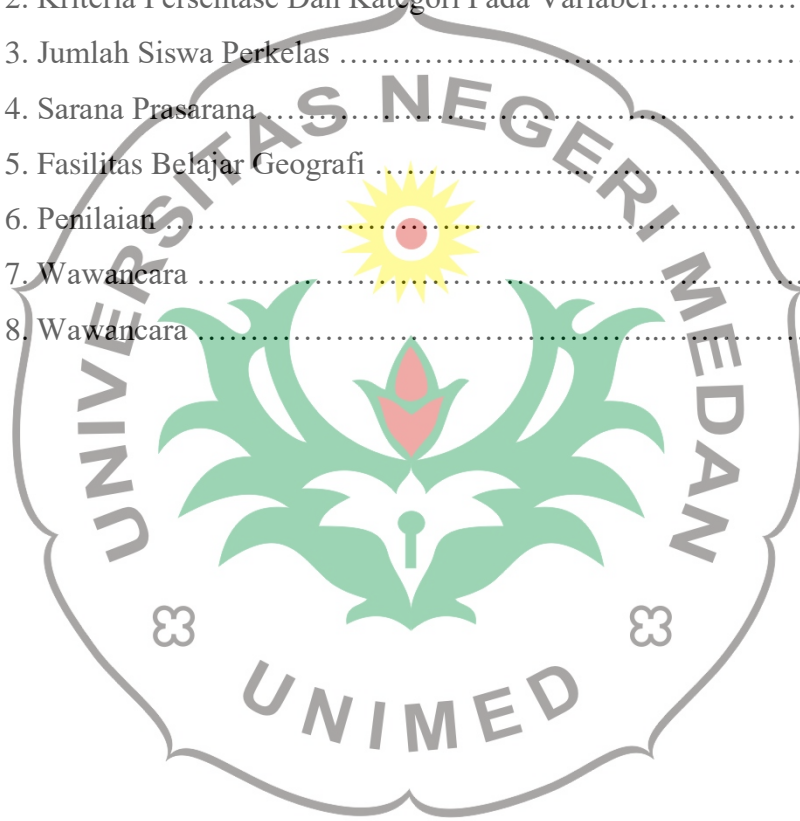 2. Kriteria Persentase Dan Kategori Pada Variabel……………
3. Jumlah Siswa Perkelas ……………………………………………
4. Sarana Prasarana ……………………………………………………
5. Fasilitas Belajar Geografi …………………...…………………
6. Penilaian …………………………………...………………...
7. Wawancara …………………………………...………………
8. Wawancara …………………………………...……………
UNIVERSITAS NEGERI MEDAN
UNIMED